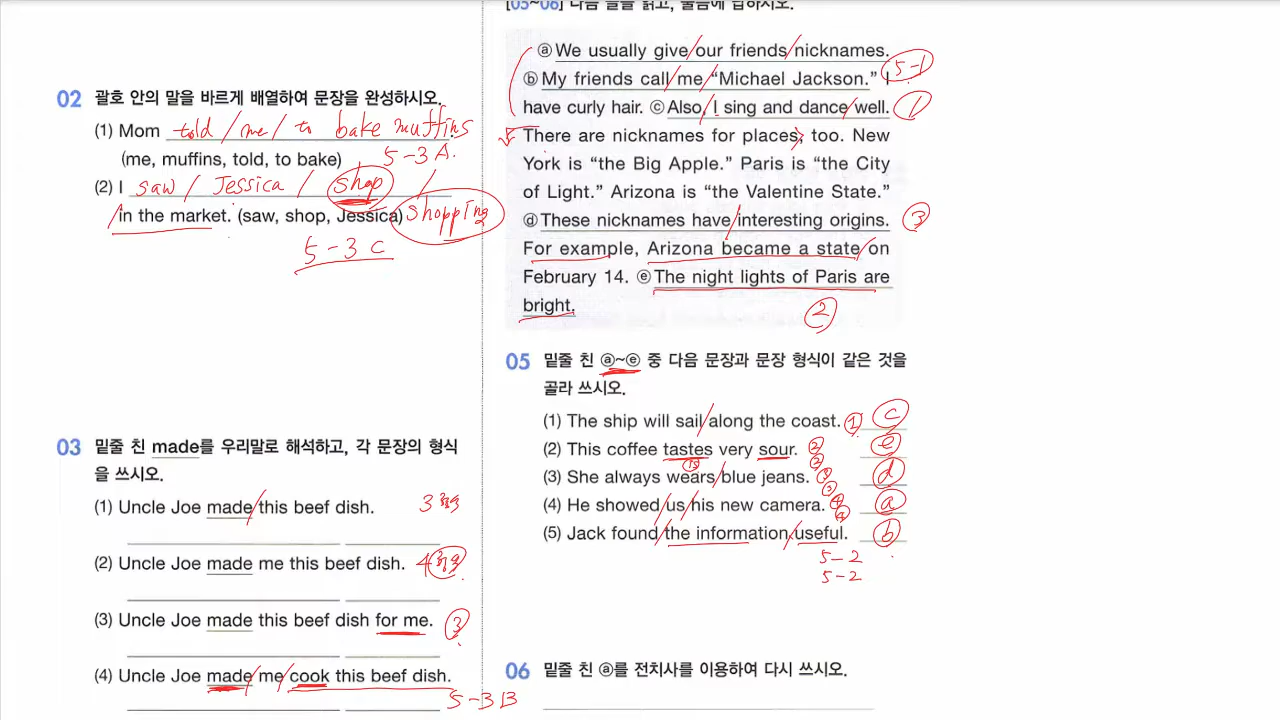 02 괄호 안의 말을 바르게 배열하여 문장을 완성하시오.
(1) Mom told / me / to bake muffins.
(me, muffins, told, to bake) 5-3 A.
(2) I saw / Jessica / shop /
in the market. (saw, shop, Jessica) shopping
5-3 C
03 밑줄 친 made를 우리말로 해석하고, 각 문장의 형식
을 쓰시오.
(1) Uncle Joe made this beef dish. 3형식
(2) Uncle Joe made me this beef dish. 4형식
(3) Uncle Joe made this beef dish for me. 3
(4) Uncle Joe made me cook this beef dish.
5-3 B
[05~06] 다음 글을 읽고, 물음에 답하시오.
ⓐ We usually give our friends nicknames.
ⓑ My friends call me “Michael Jackson.” I 5-1
have curly hair. ⓒ Also, I sing and dance well. 1
There are nicknames for places, too. New
York is “the Big Apple.” Paris is “the City
of Light.” Arizona is “the Valentine State.”
ⓓ These nicknames have interesting origins. 3
For example, Arizona became a state on
February 14. ⓔ The night lights of Paris are
bright. 2
05 밑줄 친 ⓐ~ⓔ 중 다음 문장과 문장 형식이 같은 것을
골라 쓰시오.
(1) The ship will sail along the coast. ① ⓒ
(2) This coffee tastes very sour. ② ② ⓔ
is
(3) She always wears blue jeans. ③ ③ ⓓ
(4) He showed us his new camera. ④ ④ ⓐ
(5) Jack found the information useful. ⓑ
5-2
5-2
06 밑줄 친 ⓐ를 전치사를 이용하여 다시 쓰시오.